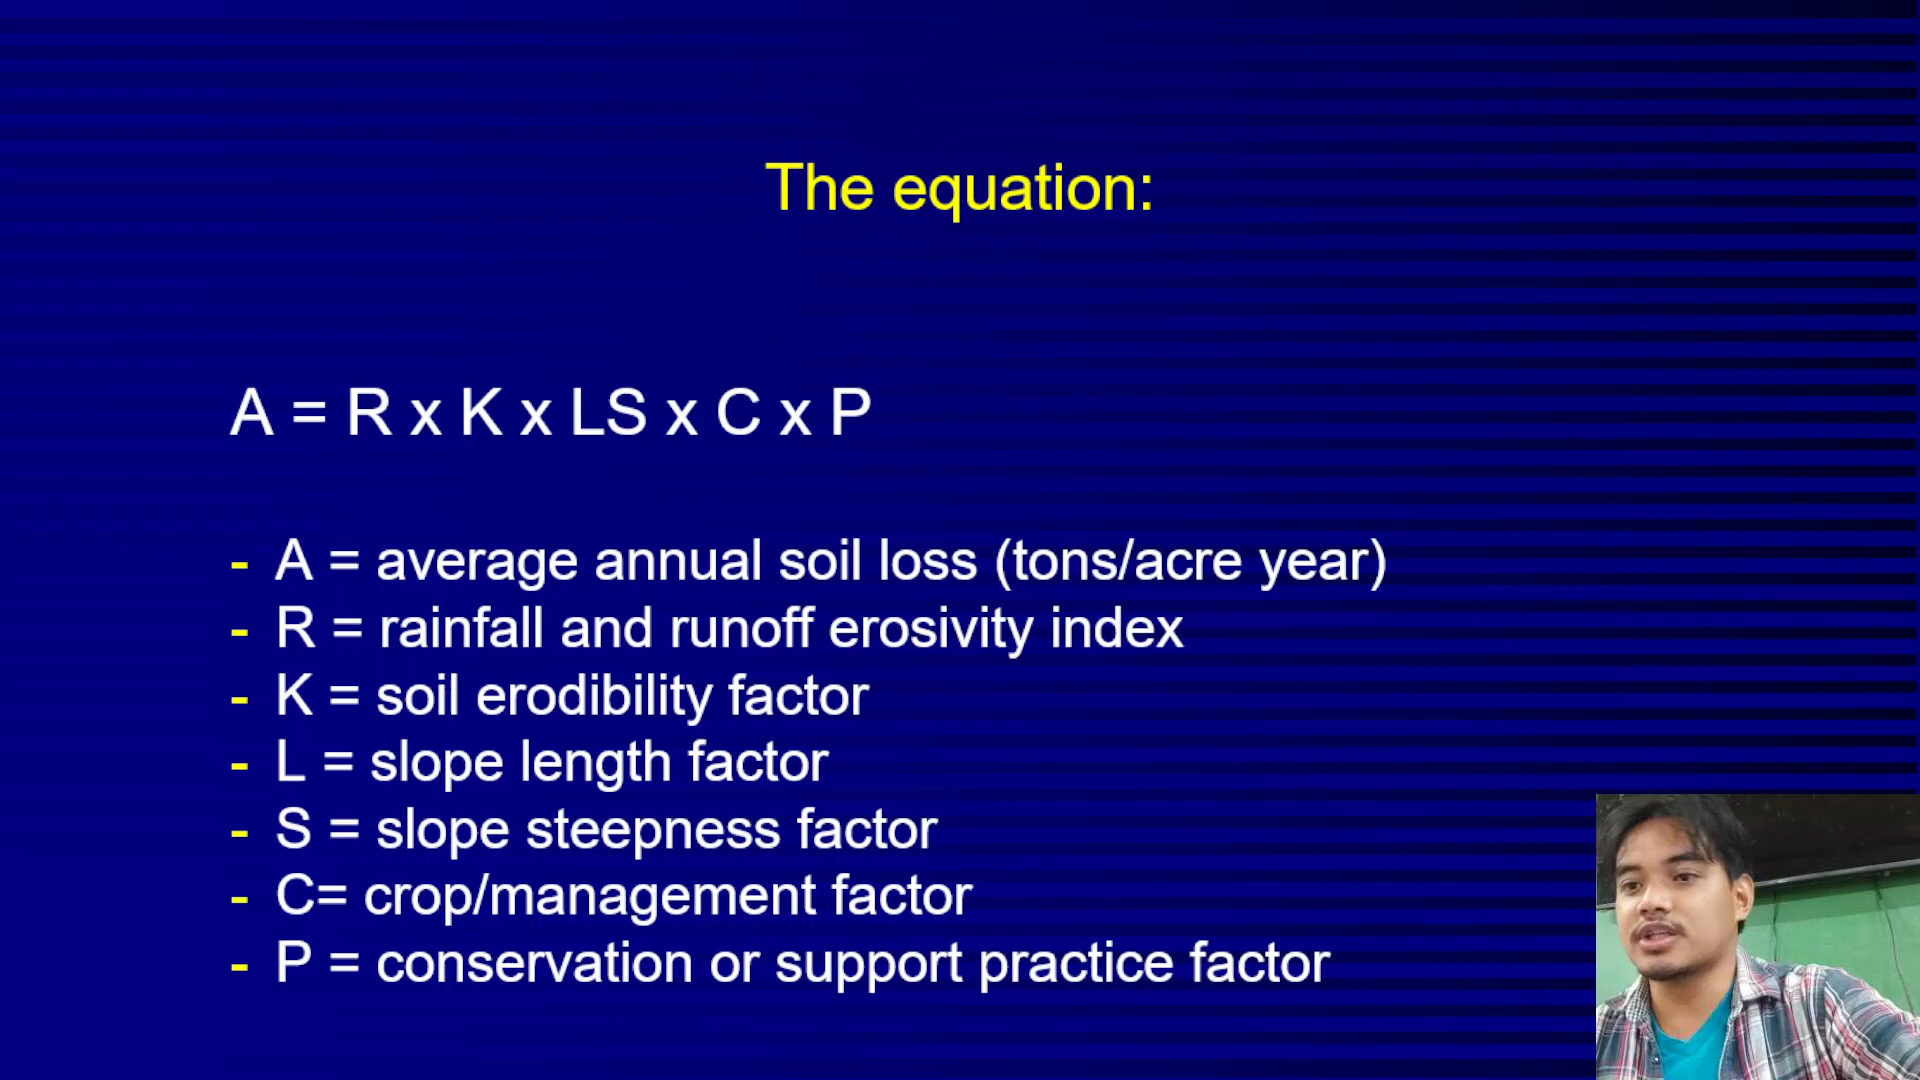 The equation:
A = R x K x LS x C x P
- A = average annual soil loss (tons/acre year)
- R = rainfall and runoff erosivity index
- K = soil erodibility factor
- L = slope length factor
- S = slope steepness factor
- C= crop/management factor
- P = conservation or support practice factor